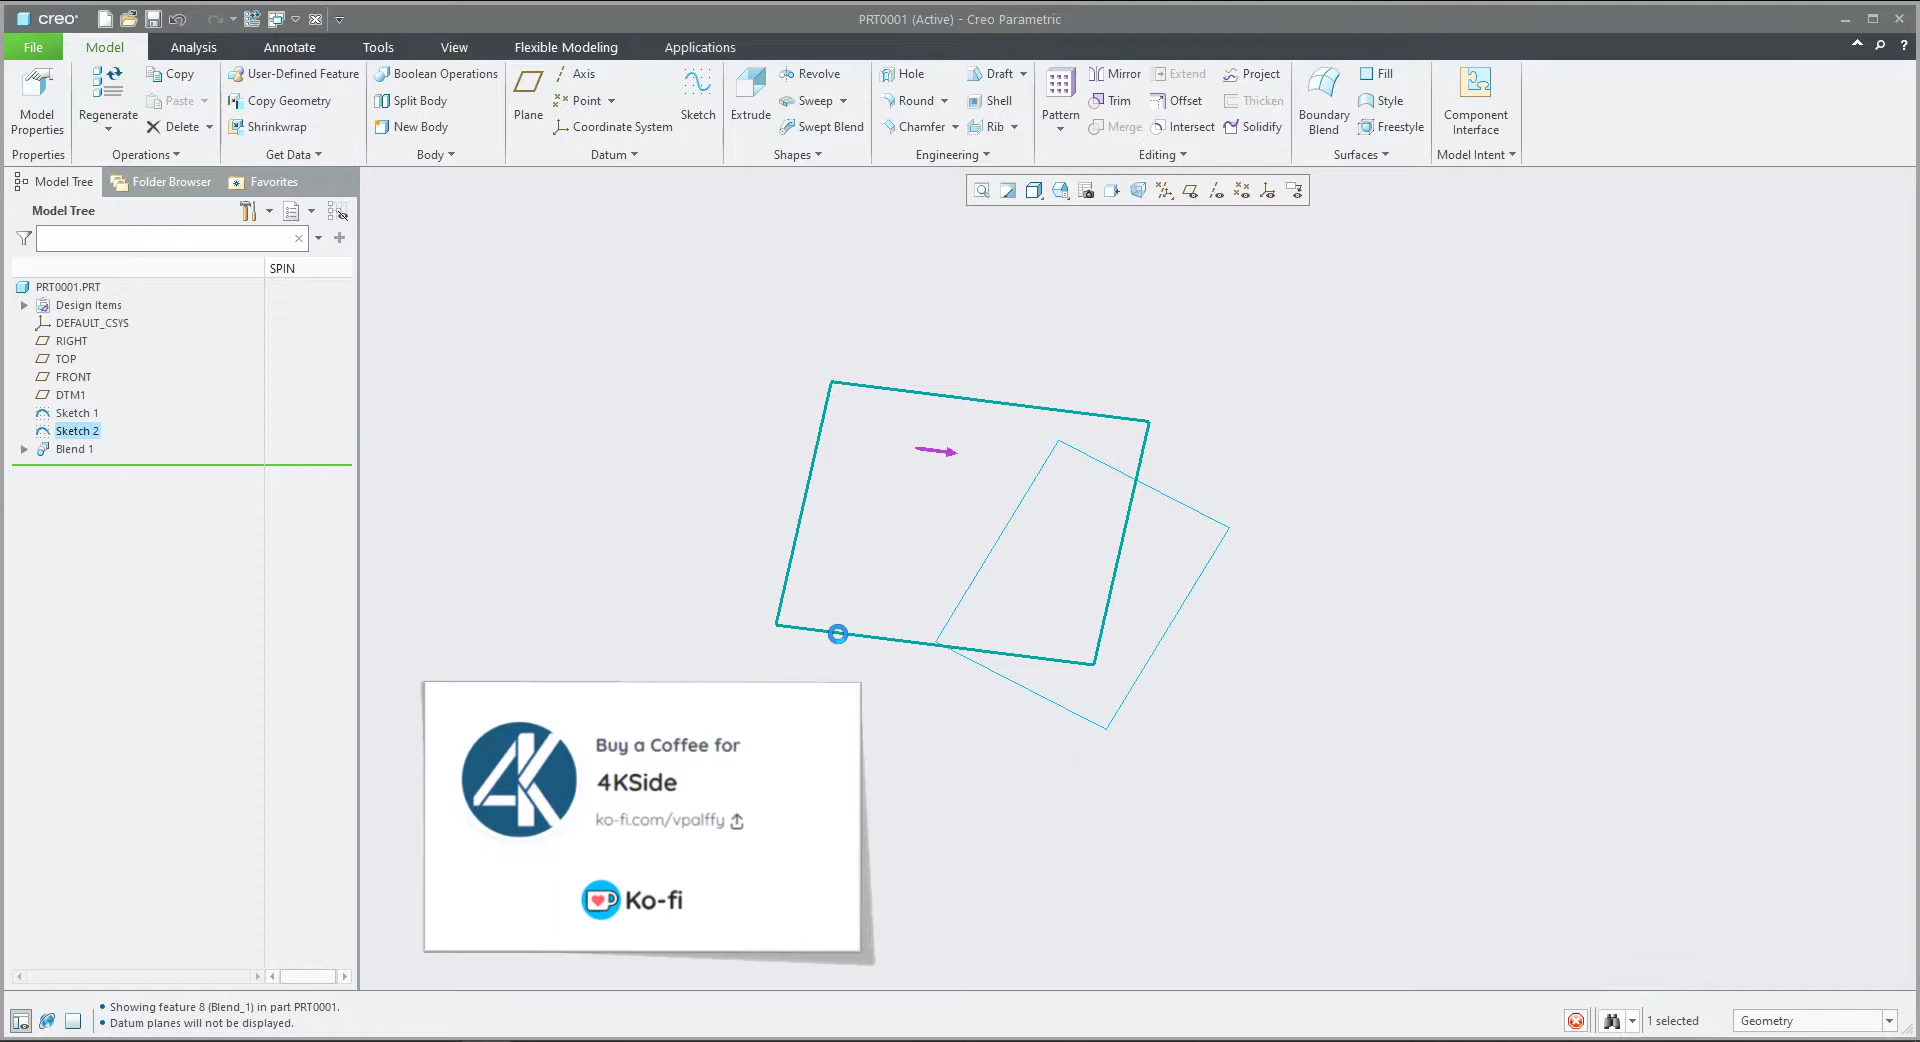 creo®
PRT0001 (Active) - Creo Parametric
File
Model
Analysis
Annotate
Tools
View
Flexible Modeling
Applications
Model Properties
Regenerate
Copy
Paste
Delete
User-Defined Feature
Copy Geometry
Shrinkwrap
Boolean Operations
Split Body
New Body
Plane
Axis
Point
Coordinate System
Sketch
Extrude
Revolve
Sweep
Swept Blend
Hole
Round
Chamfer
Draft
Shell
Rib
Pattern
Mirror
Trim
Merge
Extend
Offset
Intersect
Project
Thicken
Solidify
Boundary Blend
Fill
Style
Freestyle
Component Interface
Properties
Operations
Get Data
Body
Datum
Shapes
Engineering
Editing
Surfaces
Model Intent
Model Tree
Folder Browser
Favorites
Model Tree
SPIN
PRT0001.PRT
Design Items
DEFAULT_CSYS
RIGHT
TOP
FRONT
DTM1
Sketch 1
Sketch 2
Blend 1
4K
Buy a Coffee for
4KSide
ko-fi.com/vpalffy
Ko-fi
• Showing feature 8 (Blend_1) in part PRT0001.
• Datum planes will not be displayed.
1 selected
Geometry